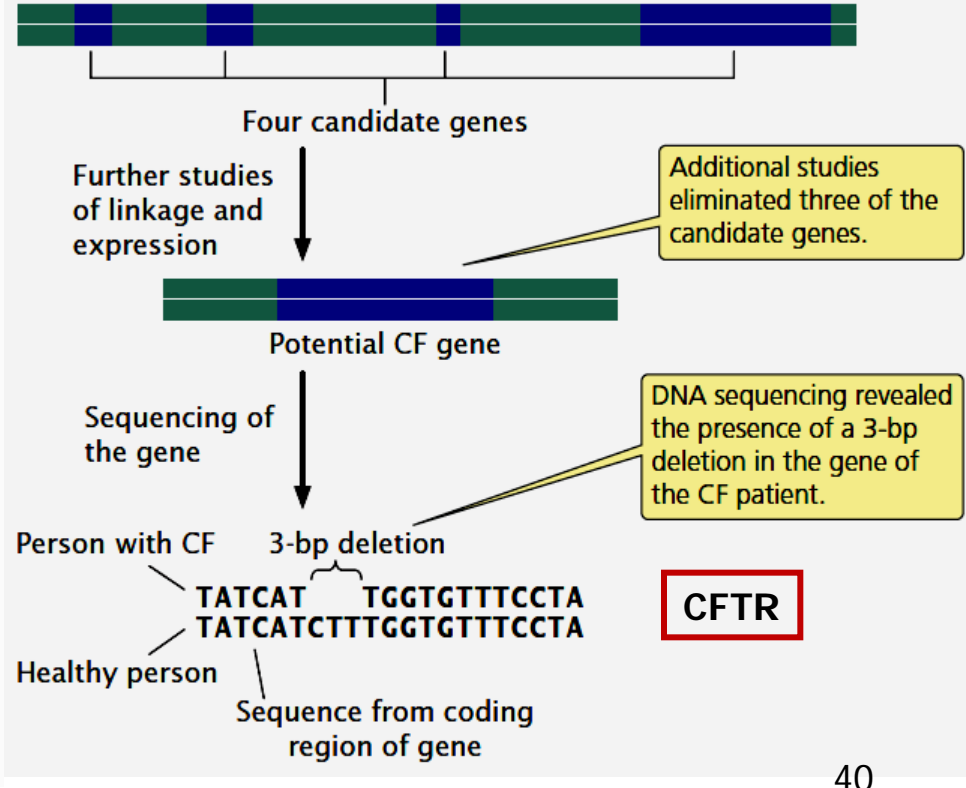 Four candidate genes
Further studies
of linkage and
expression
Additional studies
eliminated three of the
candidate genes.
Potential CF gene
Sequencing of
the gene
DNA sequencing revealed
the presence of a 3-bp
deletion in the gene of
the CF patient.
Person with CF
3-bp deletion
TATCAT TGGTGTTTCCTA
TATCATCTTTGGTGTTTCCTA
CFTR
Healthy person
Sequence from coding
region of gene
40